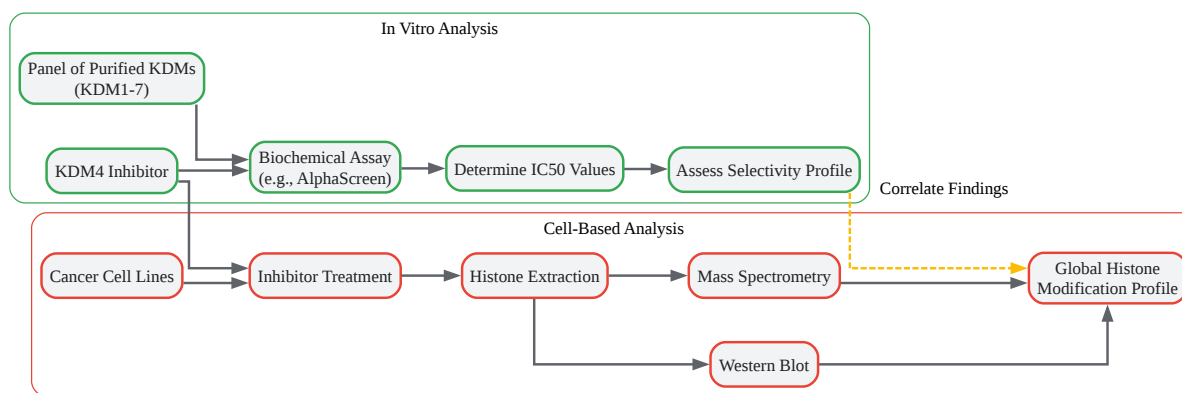 In Vitro Analysis
Panel of Purified KDMs
(KDM1-7)
KDM4 Inhibitor
Biochemical Assay
(e.g., AlphaScreen)
Determine IC50 Values
Assess Selectivity Profile
Correlate Findings
Cell-Based Analysis
Cancer Cell Lines
Inhibitor Treatment
Histone Extraction
Mass Spectrometry
Global Histone
Modification Profile
Western Blot